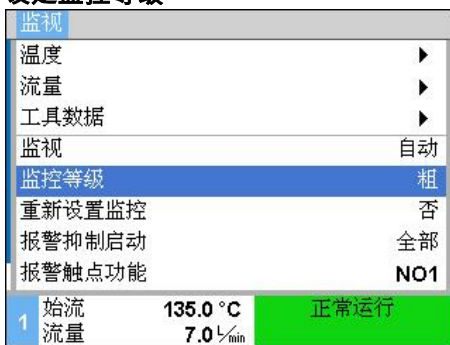 设定监控等级
监视
温度
流量
工具数据
监视 自动
监控等级 粗
重新设置监控 否
报警抑制启动 全部
报警触点功能 NO1
1 始流 135.0 °C 正常运行
流量 7.0 L/min